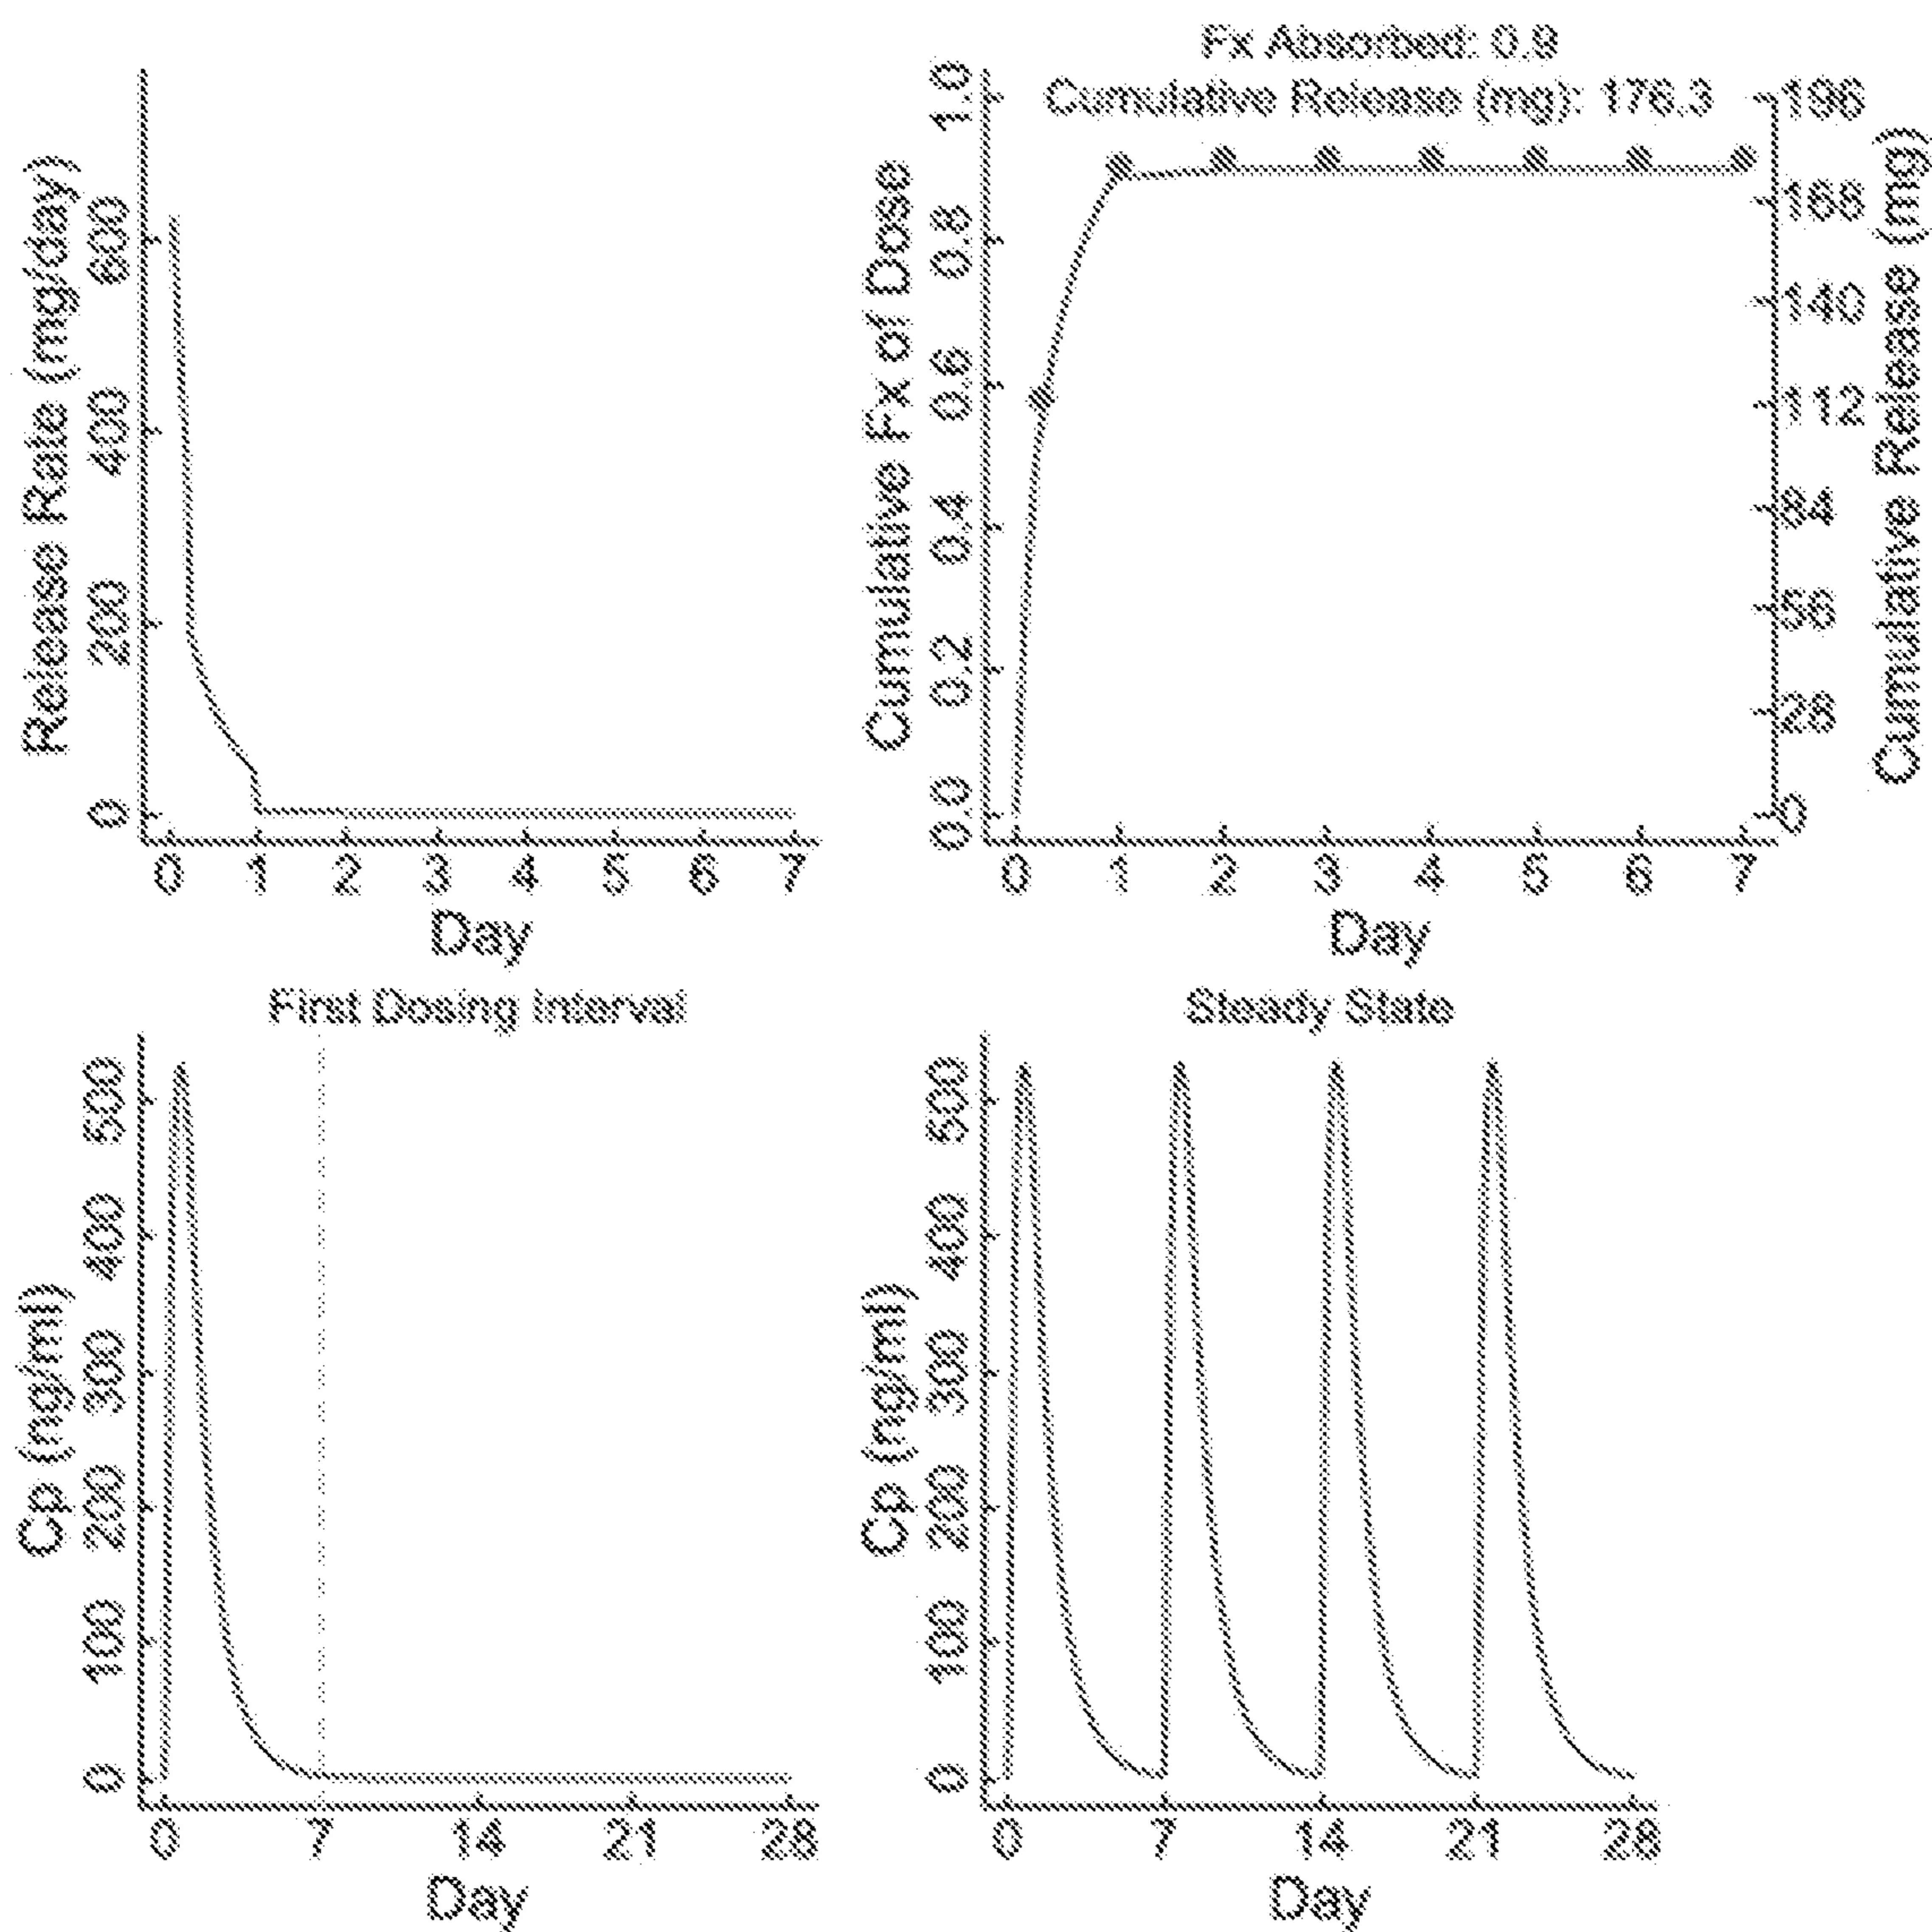 Release Rate (mg/day)
600
400
200
0
0 1 2 3 4 5 6 7
Day
Fx Absorbed: 0.9
Cumulative Release (mg): 176.3
Cumulative Fx of Dose
1.0
0.8
0.6
0.4
0.2
0.0
0 1 2 3 4 5 6 7
Day
196
168
140
112
84
56
28
0
Cumulative Release (mg)
First Dosing Interval
Cp (ng/ml)
500
400
300
200
100
0
0 7 14 21 28
Day
Steady State
Cp (ng/ml)
500
400
300
200
100
0
0 7 14 21 28
Day